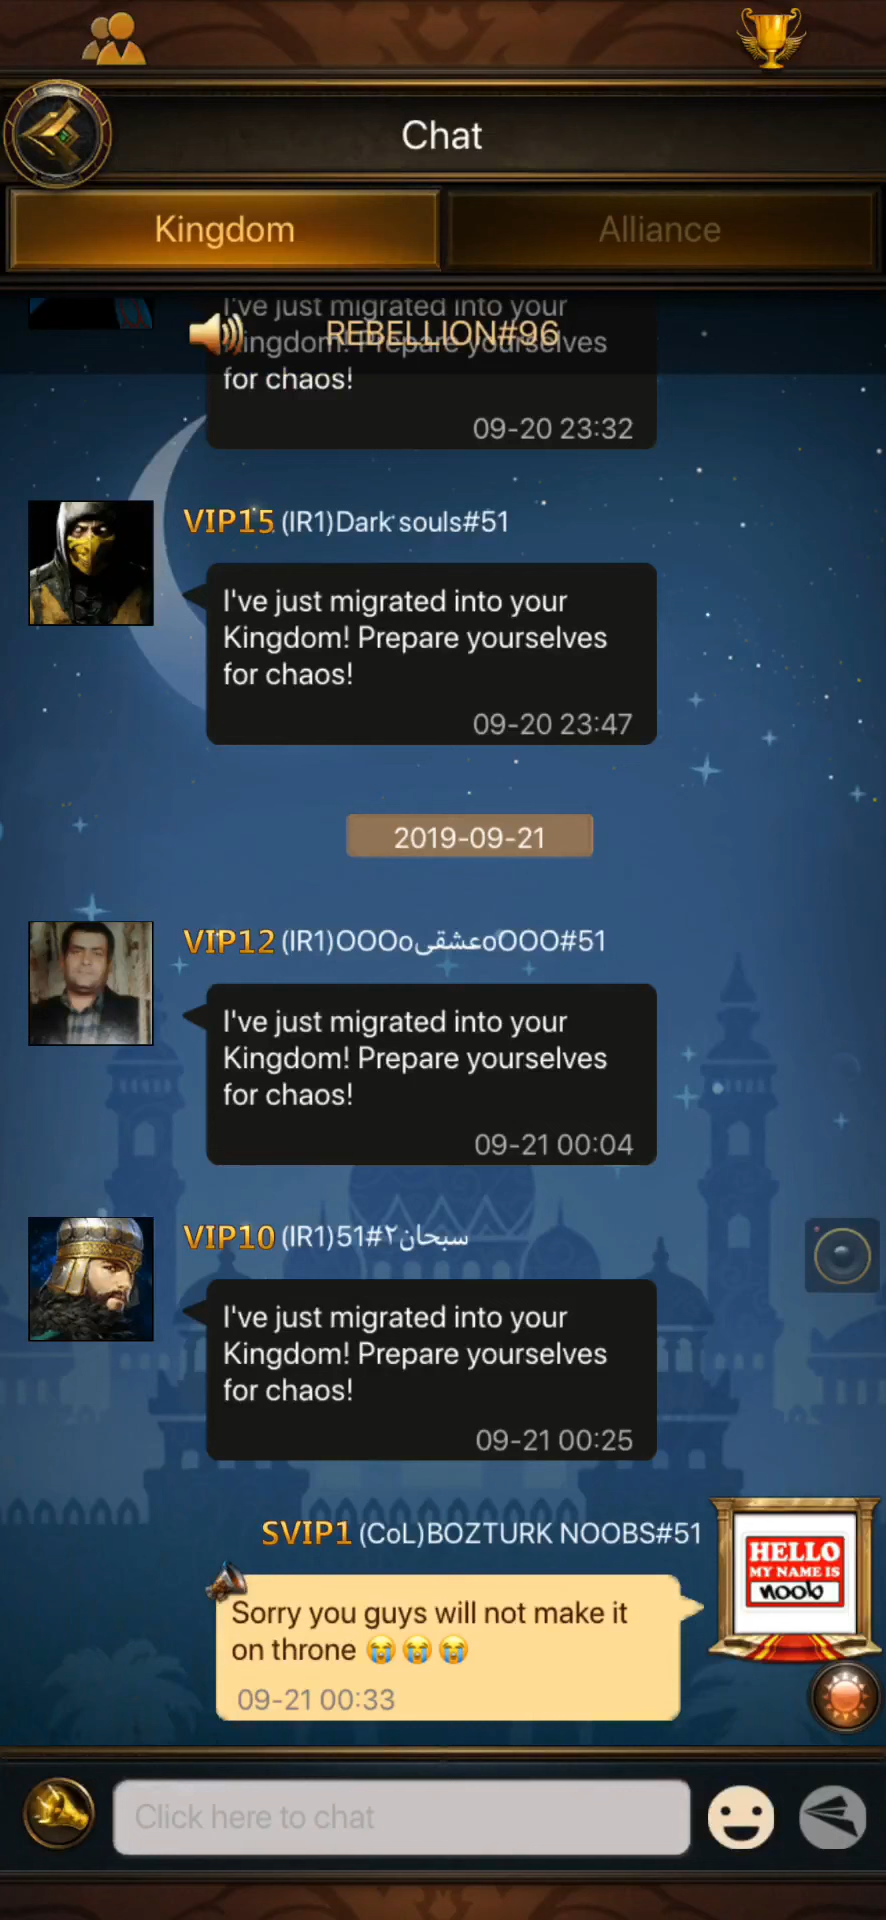 Chat
Kingdom
Alliance
I've just migrated into your
Kingdom! Prepare yourselves
for chaos!
REBELLION#96
09-20 23:32
VIP15 (IR1)Dark souls#51
I've just migrated into your
Kingdom! Prepare yourselves
for chaos!
09-20 23:47
2019-09-21
VIP12 (IR1)OOOoعشقیoOOO#51
I've just migrated into your
Kingdom! Prepare yourselves
for chaos!
09-21 00:04
VIP10 (IR1)سبحان۲#51
I've just migrated into your
Kingdom! Prepare yourselves
for chaos!
09-21 00:25
SVIP1 (CoL)BOZTURK NOOBS#51
HELLO
MY NAME IS
noob
Sorry you guys will not make it
on throne 😭😭😭
09-21 00:33
Click here to chat